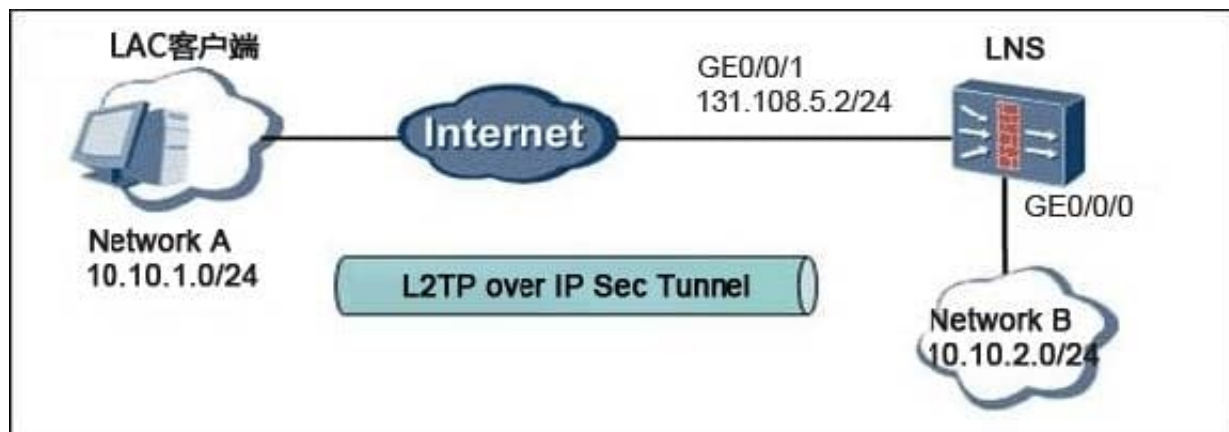 LAC客户端
LNS
GE0/0/1
131.108.5.2/24
Internet
GE0/0/0
Network A
10.10.1.0/24
L2TP over IP Sec Tunnel
Network B
10.10.2.0/24